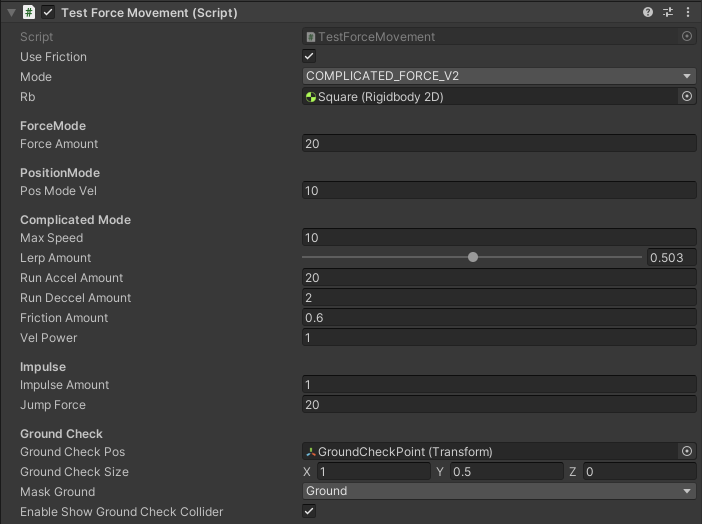 # Test Force Movement (Script)
Script # TestForceMovement
Use Friction
Mode COMPLICATED_FORCE_V2
Rb Square (Rigidbody 2D)
ForceMode
Force Amount 20
PositionMode
Pos Mode Vel 10
Complicated Mode
Max Speed 10
Lerp Amount 0.503
Run Accel Amount 20
Run Deccel Amount 2
Friction Amount 0.6
Vel Power 1
Impulse
Impulse Amount 1
Jump Force 20
Ground Check
Ground Check Pos GroundCheckPoint (Transform)
Ground Check Size X 1 Y 0.5 Z 0
Mask Ground Ground
Enable Show Ground Check Collider